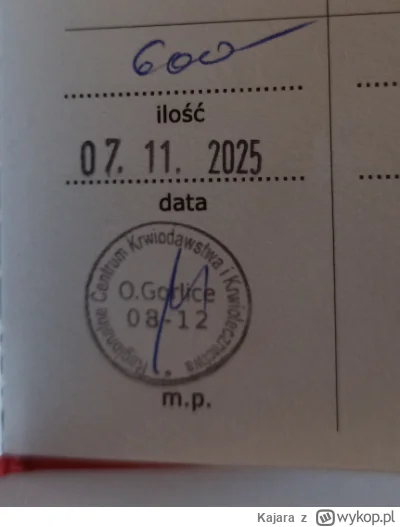 600
ilość
07. 11. 2025
data
Regionalne Centrum Krwiodawstwa i Krwiolecznictwa
O.Gorlice
08-12
m.p.
Kajara z wykop.pl